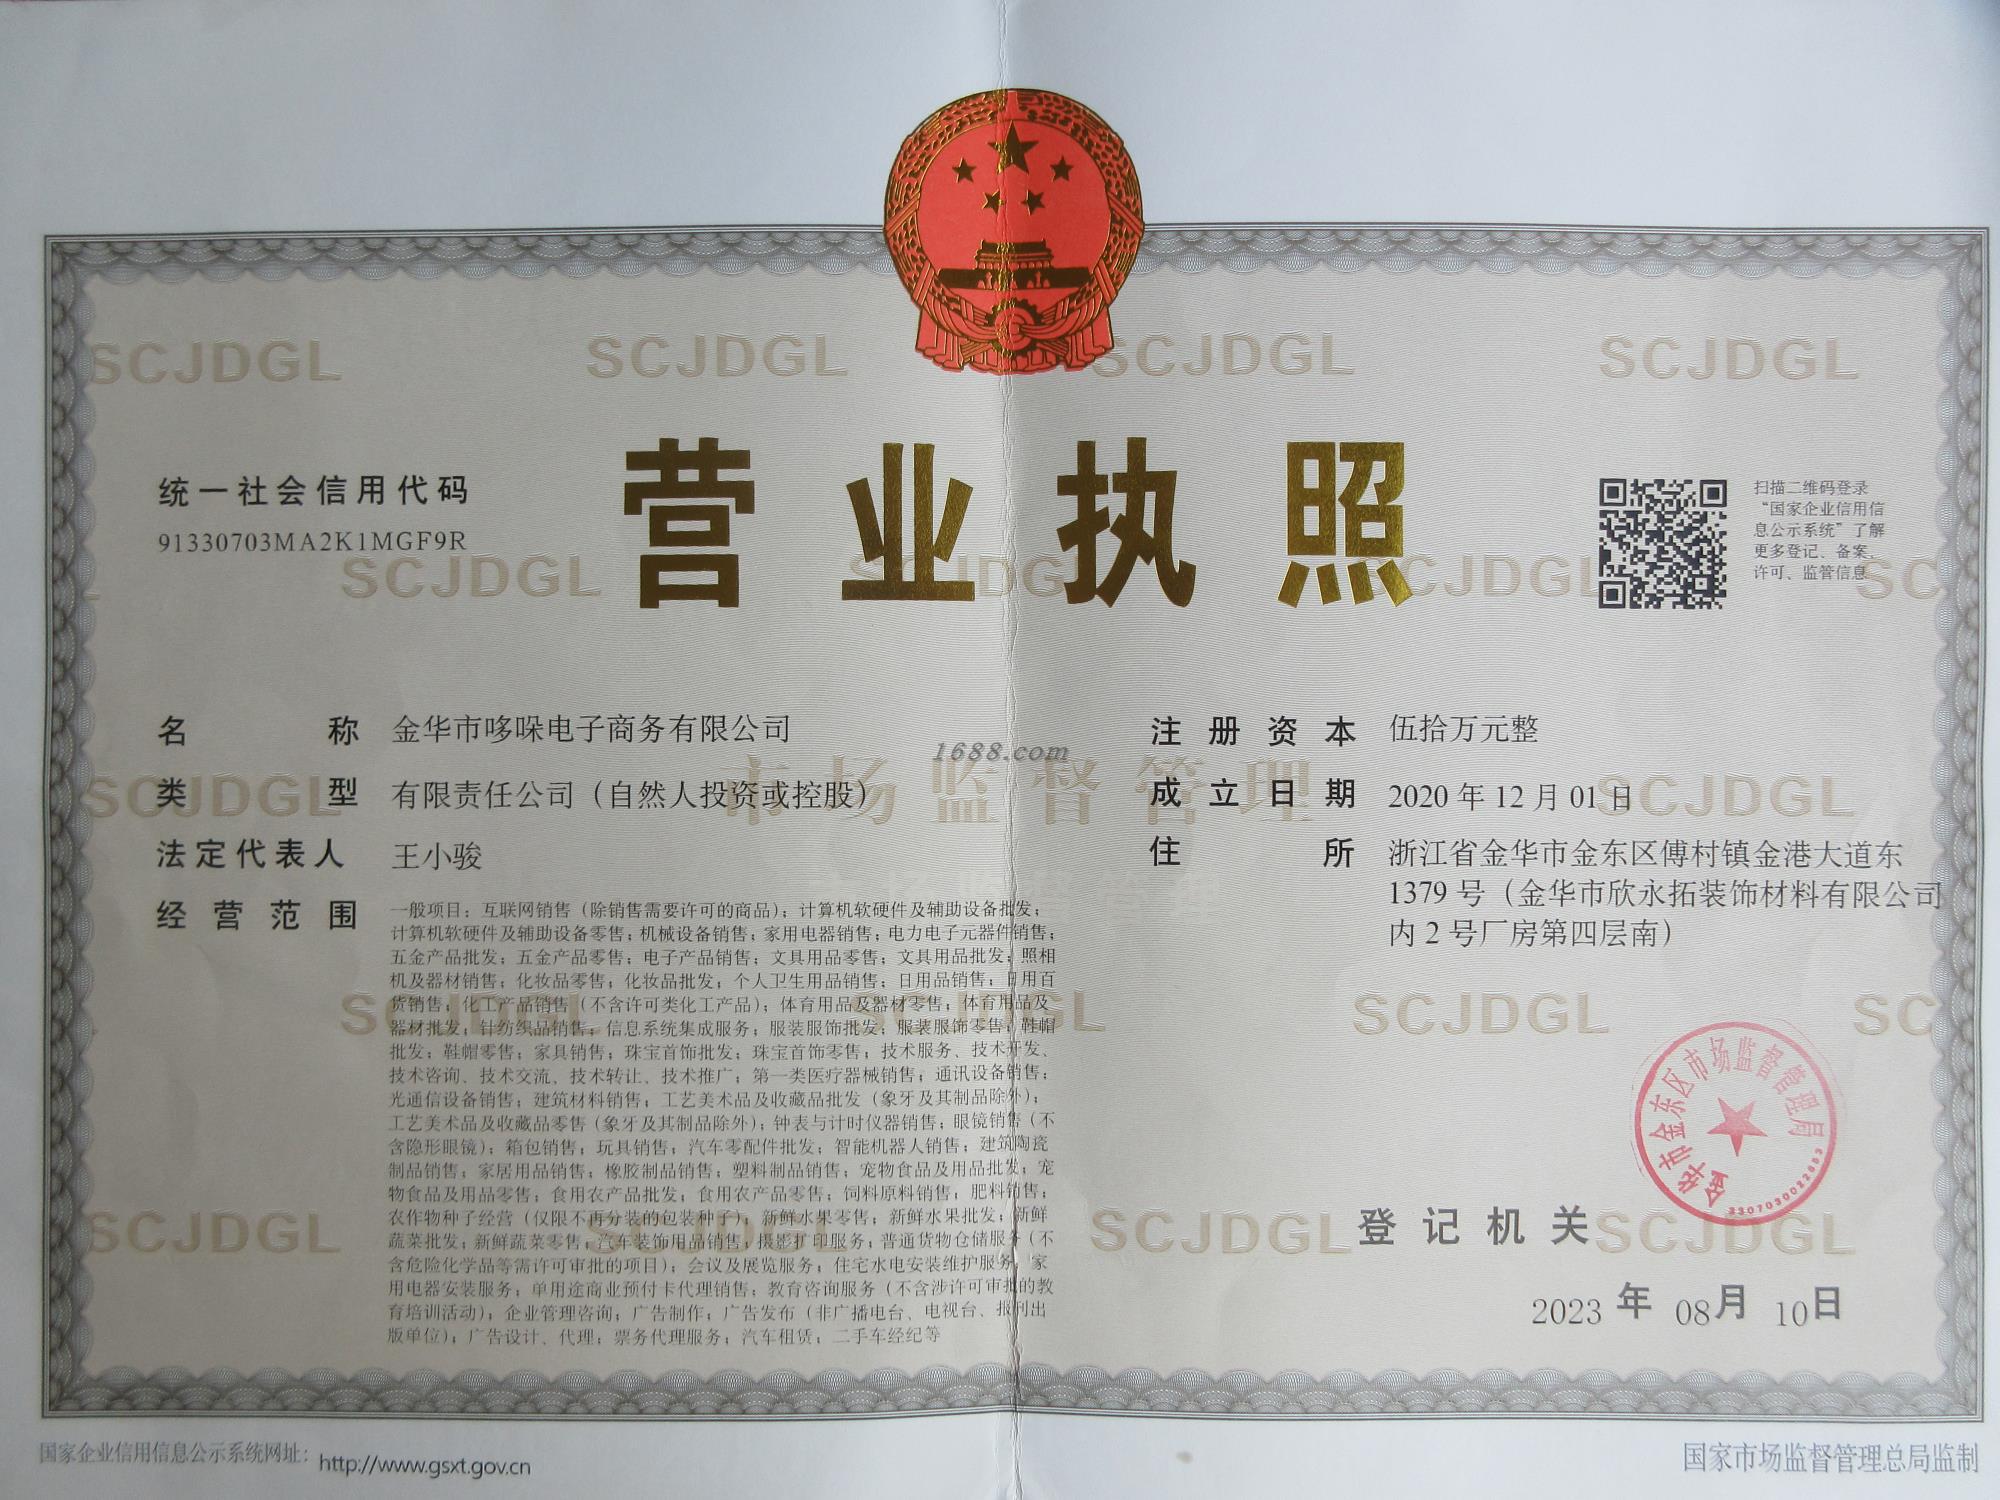 SCJDGL SCJDGL SCJDGL SCJDGL
营业执照
统一社会信用代码
91330703MA2K1MGF9R
扫描二维码登录
“国家企业信用信
息公示系统”了解
更多登记、备案、
许可、监管信息
名称 金华市哆哚电子商务有限公司
类型 有限责任公司（自然人投资或控股）
法定代表人 王小骏
经营范围 一般项目：互联网销售（除销售需要许可的商品）；计算机软硬件及辅助设备批发；
计算机软硬件及辅助设备零售；机械设备销售；家用电器销售；电力电子元器件销售；
五金产品批发；五金产品零售；电子产品销售；文具用品零售；文具用品批发；照相
机及器材销售；化妆品零售；化妆品批发；个人卫生用品销售；日用品销售；日用百
货销售；化工产品销售（不含许可类化工产品）；体育用品及器材零售；体育用品及
器材批发；针纺织品销售；信息系统集成服务；服装服饰批发；服装服饰零售；鞋帽
批发；鞋帽零售；家具销售；珠宝首饰批发；珠宝首饰零售；技术服务、技术开发、
技术咨询、技术交流、技术转让、技术推广；第一类医疗器械销售；通讯设备销售；
光通信设备销售；建筑材料销售；工艺美术品及收藏品批发（象牙及其制品除外）；
工艺美术品及收藏品零售（象牙及其制品除外）；钟表与计时仪器销售；眼镜销售（不
含隐形眼镜）；箱包销售；玩具销售；汽车零配件批发；智能机器人销售；建筑陶瓷
制品销售；家居用品销售；橡胶制品销售；塑料制品销售；宠物食品及用品批发；宠
物食品及用品零售；食用农产品批发；食用农产品零售；饲料原料销售；肥料销售；
农作物种子经营（仅限不再分装的包装种子）；新鲜水果零售；新鲜水果批发；新鲜
蔬菜批发；新鲜蔬菜零售；汽车装饰用品销售；摄影扩印服务；普通货物仓储服务（不
含危险化学品等需许可审批的项目）；会议及展览服务；住宅水电安装维护服务；家
用电器安装服务；单用途商业预付卡代理销售；教育咨询服务（不含涉许可审批的教
育培训活动）；企业管理咨询；广告制作；广告发布（非广播电台、电视台、报刊出
版单位）；广告设计、代理；票务代理服务；汽车租赁；二手车经纪等
注册资本 伍拾万元整
成立日期 2020年12月01日
住所 浙江省金华市金东区傅村镇金港大道东
1379号（金华市欣永拓装饰材料有限公司
内2号厂房第四层南）
1688.com
市场监督管理
金华市金东区市场监督管理局
3307030022653
登记机关
2023年08月10日
国家企业信用信息公示系统网址：http://www.gsxt.gov.cn
国家市场监督管理总局监制